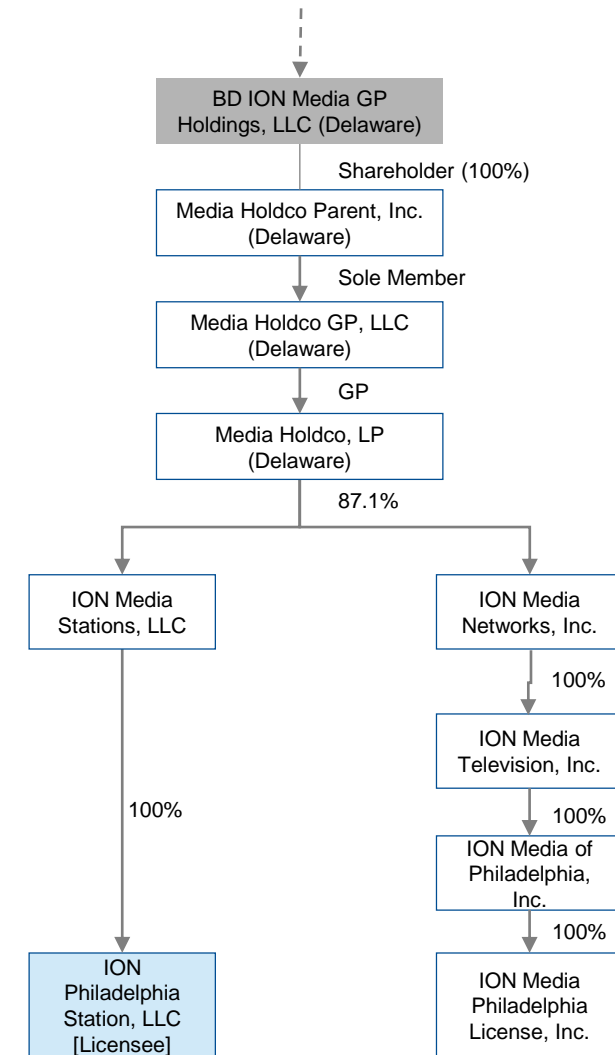 BD ION Media GP
Holdings, LLC (Delaware)
Shareholder (100%)
Media Holdco Parent, Inc.
(Delaware)
Sole Member
Media Holdco GP, LLC
(Delaware)
GP
Media Holdco, LP
(Delaware)
87.1%
ION Media
Stations, LLC
ION Media
Networks, Inc.
100%
ION Media
Television, Inc.
100%
100%
ION Media of
Philadelphia,
Inc.
100%
ION
Philadelphia
Station, LLC
[Licensee]
ION Media
Philadelphia
License, Inc.